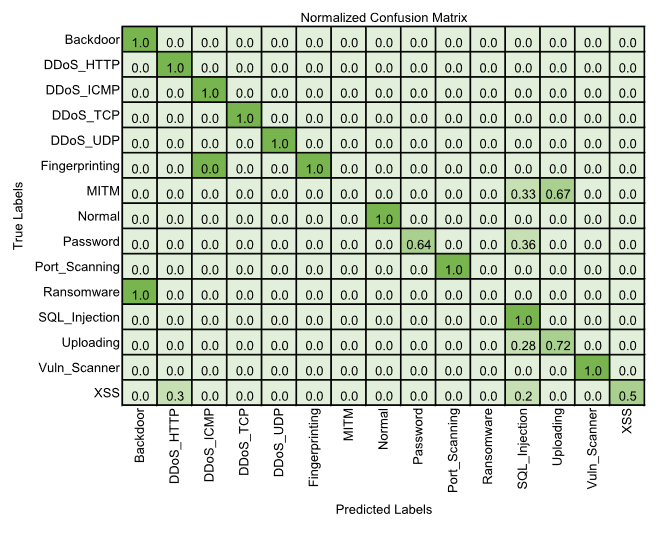 Normalized Confusion Matrix
Backdoor 1.0 0.0 0.0 0.0 0.0 0.0 0.0 0.0 0.0 0.0 0.0 0.0 0.0 0.0 0.0
DDoS_HTTP 0.0 1.0 0.0 0.0 0.0 0.0 0.0 0.0 0.0 0.0 0.0 0.0 0.0 0.0 0.0
DDoS_ICMP 0.0 0.0 1.0 0.0 0.0 0.0 0.0 0.0 0.0 0.0 0.0 0.0 0.0 0.0 0.0
DDoS_TCP 0.0 0.0 0.0 1.0 0.0 0.0 0.0 0.0 0.0 0.0 0.0 0.0 0.0 0.0 0.0
DDoS_UDP 0.0 0.0 0.0 0.0 1.0 0.0 0.0 0.0 0.0 0.0 0.0 0.0 0.0 0.0 0.0
Fingerprinting 0.0 0.0 0.0 0.0 0.0 1.0 0.0 0.0 0.0 0.0 0.0 0.0 0.0 0.0 0.0
MITM 0.0 0.0 0.0 0.0 0.0 0.0 0.0 0.0 0.0 0.0 0.0 0.33 0.67 0.0 0.0
Normal 0.0 0.0 0.0 0.0 0.0 0.0 0.0 1.0 0.0 0.0 0.0 0.0 0.0 0.0 0.0
Password 0.0 0.0 0.0 0.0 0.0 0.0 0.0 0.0 0.64 0.0 0.0 0.36 0.0 0.0 0.0
Port_Scanning 0.0 0.0 0.0 0.0 0.0 0.0 0.0 0.0 0.0 1.0 0.0 0.0 0.0 0.0 0.0
Ransomware 1.0 0.0 0.0 0.0 0.0 0.0 0.0 0.0 0.0 0.0 0.0 0.0 0.0 0.0 0.0
SQL_Injection 0.0 0.0 0.0 0.0 0.0 0.0 0.0 0.0 0.0 0.0 0.0 1.0 0.0 0.0 0.0
Uploading 0.0 0.0 0.0 0.0 0.0 0.0 0.0 0.0 0.0 0.0 0.0 0.28 0.72 0.0 0.0
Vuln_Scanner 0.0 0.0 0.0 0.0 0.0 0.0 0.0 0.0 0.0 0.0 0.0 0.0 0.0 1.0 0.0
XSS 0.0 0.3 0.0 0.0 0.0 0.0 0.0 0.0 0.0 0.0 0.0 0.2 0.0 0.0 0.5
True Labels
Backdoor
DDoS_HTTP
DDoS_ICMP
DDoS_TCP
DDoS_UDP
Fingerprinting
MITM
Normal
Password
Port_Scanning
Ransomware
SQL_Injection
Uploading
Vuln_Scanner
XSS
Predicted Labels